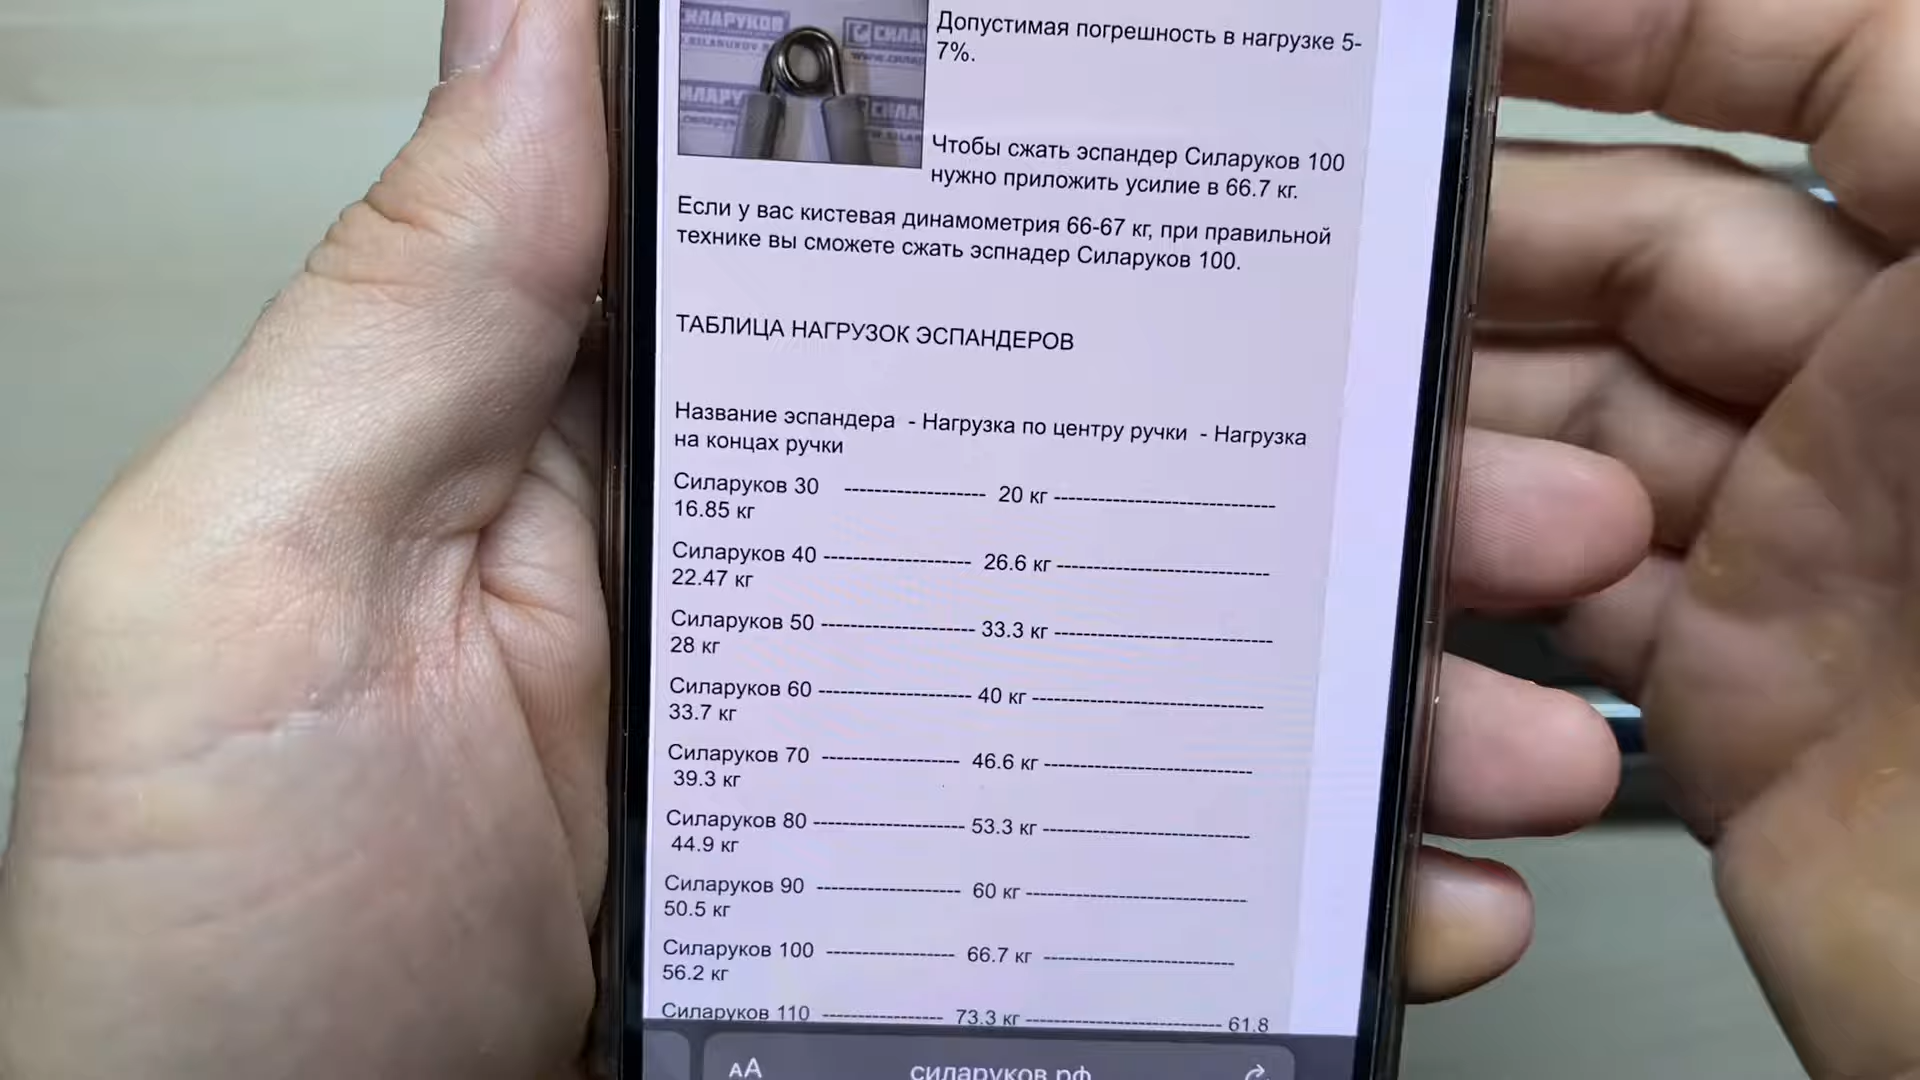 Допустимая погрешность в нагрузке 5-
7%.
Чтобы сжать эспандер Силаруков 100
нужно приложить усилие в 66.7 кг.
Если у вас кистевая динамометрия 66-67 кг, при правильной
технике вы сможете сжать эспнадер Силаруков 100.
ТАБЛИЦА НАГРУЗОК ЭСПАНДЕРОВ
Название эспандера - Нагрузка по центру ручки - Нагрузка
на концах ручки
Силаруков 30 ------------------- 20 кг ------------------------------
16.85 кг
Силаруков 40 -------------------- 26.6 кг -----------------------------
22.47 кг
Силаруков 50 --------------------- 33.3 кг ------------------------------
28 кг
Силаруков 60 --------------------- 40 кг --------------------------------
33.7 кг
Силаруков 70 ------------------- 46.6 кг -----------------------------
39.3 кг
Силаруков 80 --------------------- 53.3 кг -----------------------------
44.9 кг
Силаруков 90 -------------------- 60 кг -------------------------------
50.5 кг
Силаруков 100 ------------------ 66.7 кг ---------------------------
56.2 кг
Силаруков 110 ----------------- 73.3 кг --------------------------- 61.8
AA силаруков.рф